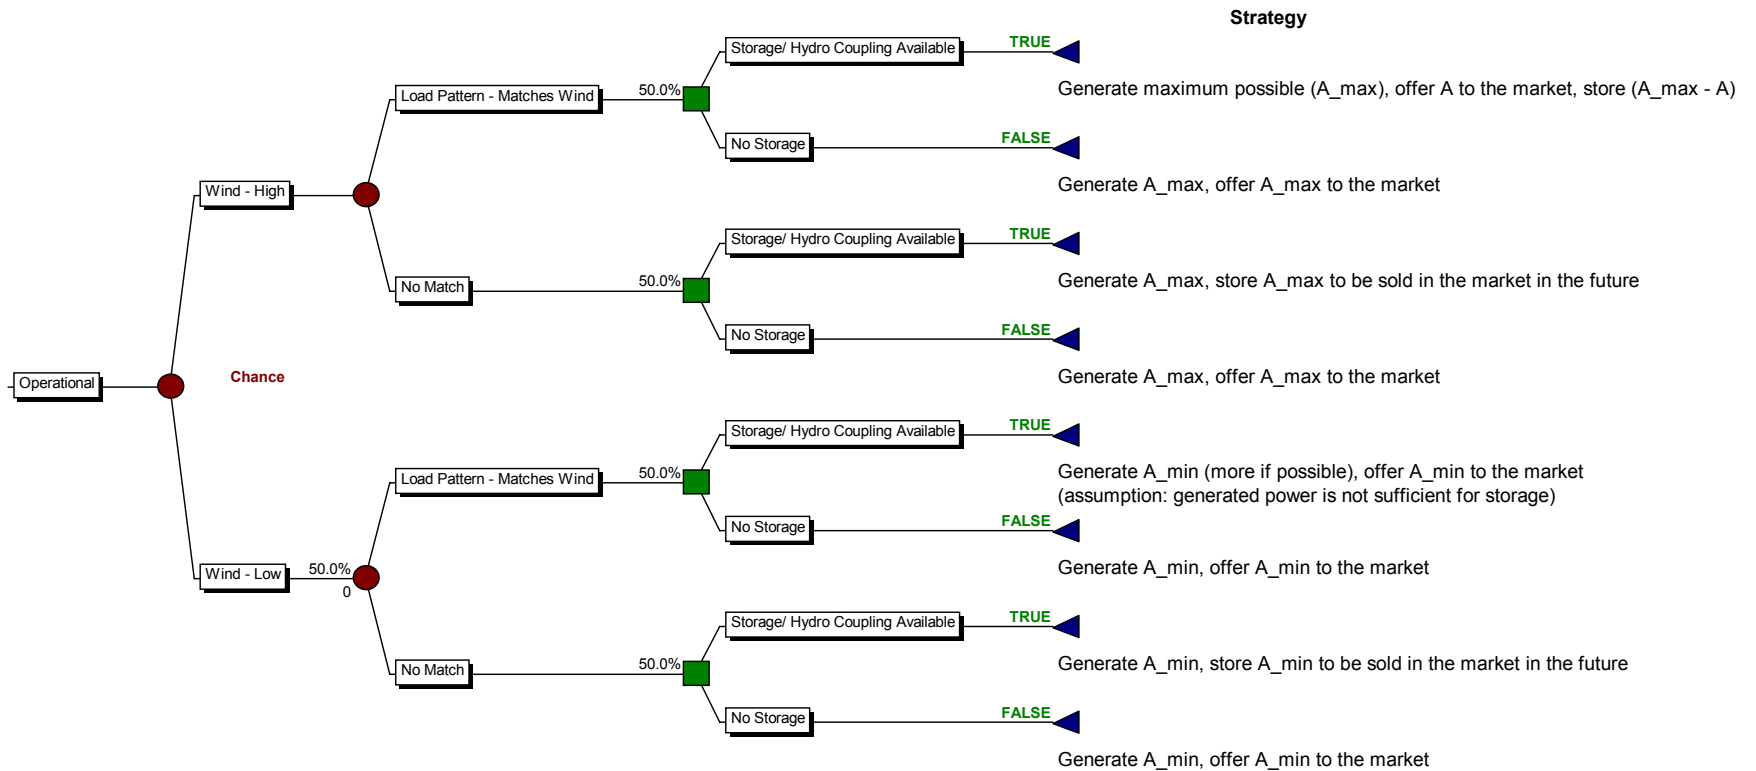 Strategy
Storage/ Hydro Coupling Available
TRUE
Generate maximum possible (A_max), offer A to the market, store (A_max - A)
Load Pattern - Matches Wind
50.0%
No Storage
FALSE
Generate A_max, offer A_max to the market
Wind - High
Storage/ Hydro Coupling Available
TRUE
Generate A_max, store A_max to be sold in the market in the future
No Match
50.0%
No Storage
FALSE
Generate A_max, offer A_max to the market
Operational
Chance
Storage/ Hydro Coupling Available
TRUE
Generate A_min (more if possible), offer A_min to the market
(assumption: generated power is not sufficient for storage)
Load Pattern - Matches Wind
50.0%
No Storage
FALSE
Generate A_min, offer A_min to the market
Wind - Low
50.0%
0
Storage/ Hydro Coupling Available
TRUE
Generate A_min, store A_min to be sold in the market in the future
No Match
50.0%
No Storage
FALSE
Generate A_min, offer A_min to the market